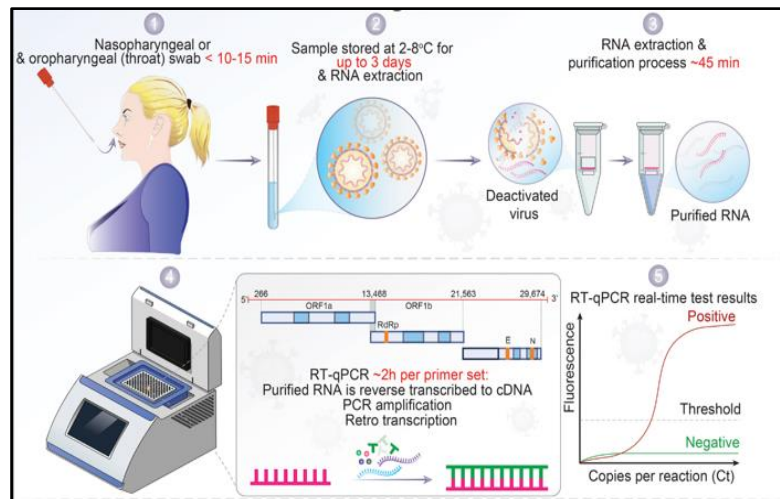 1
Nasopharyngeal or
& oropharyngeal (throat) swab < 10-15 min
2
Sample stored at 2-8°C for
up to 3 days
& RNA extraction
3
RNA extraction &
purification process ~45 min
Deactivated
virus
Purified RNA
4
266
13,468
21,563
29,674
5'
3'
ORF1a
ORF1b
RdRp
E
N
RT-qPCR ~2h per primer set:
Purified RNA is reverse transcribed to cDNA
PCR amplification
Retro transcription
5
RT-qPCR real-time test results
Positive
Threshold
Negative
Fluorescence
Copies per reaction (Ct)